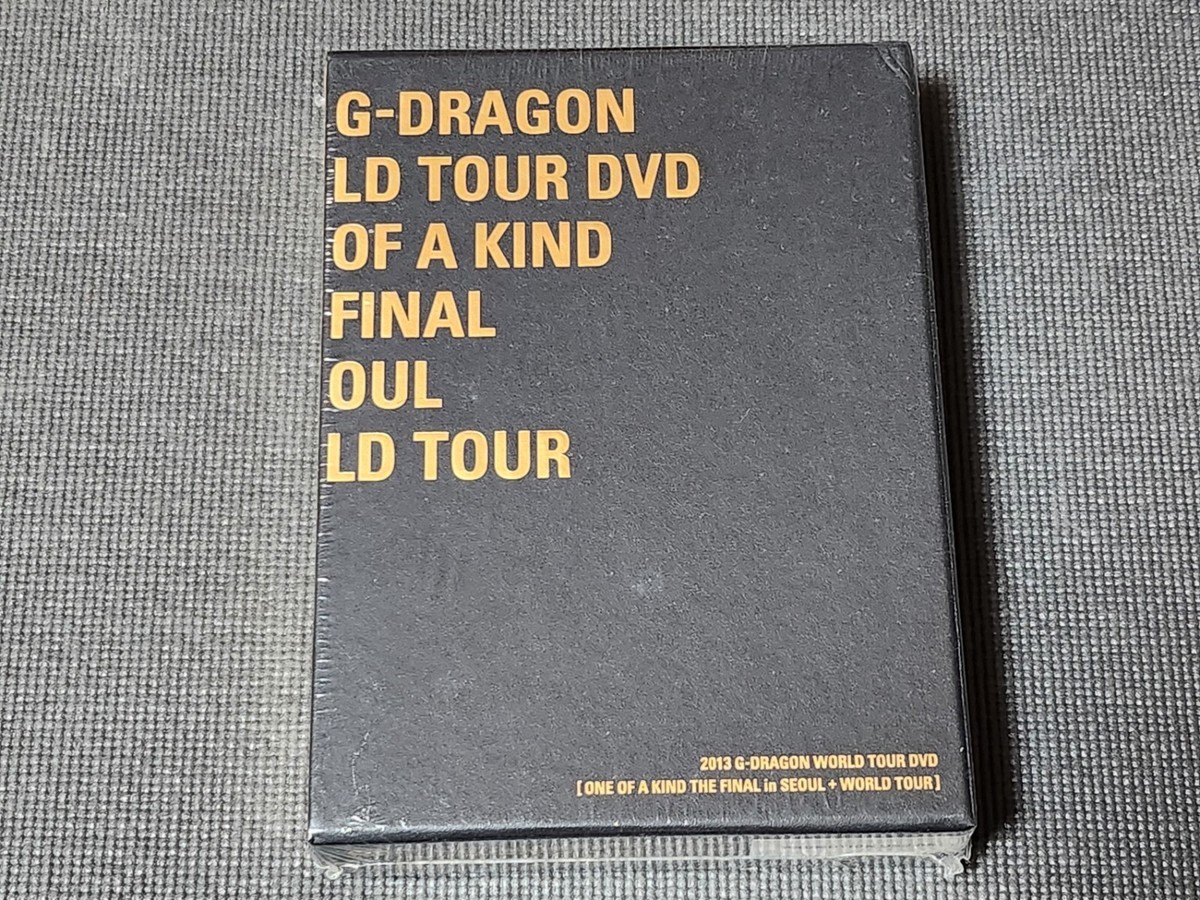 G-DRAGON
LD TOUR DVD
OF A KIND
FINAL
OUL
LD TOUR
2013 G-DRAGON WORLD TOUR DVD
[ ONE OF A KIND THE FINAL in SEOUL + WORLD TOUR ]